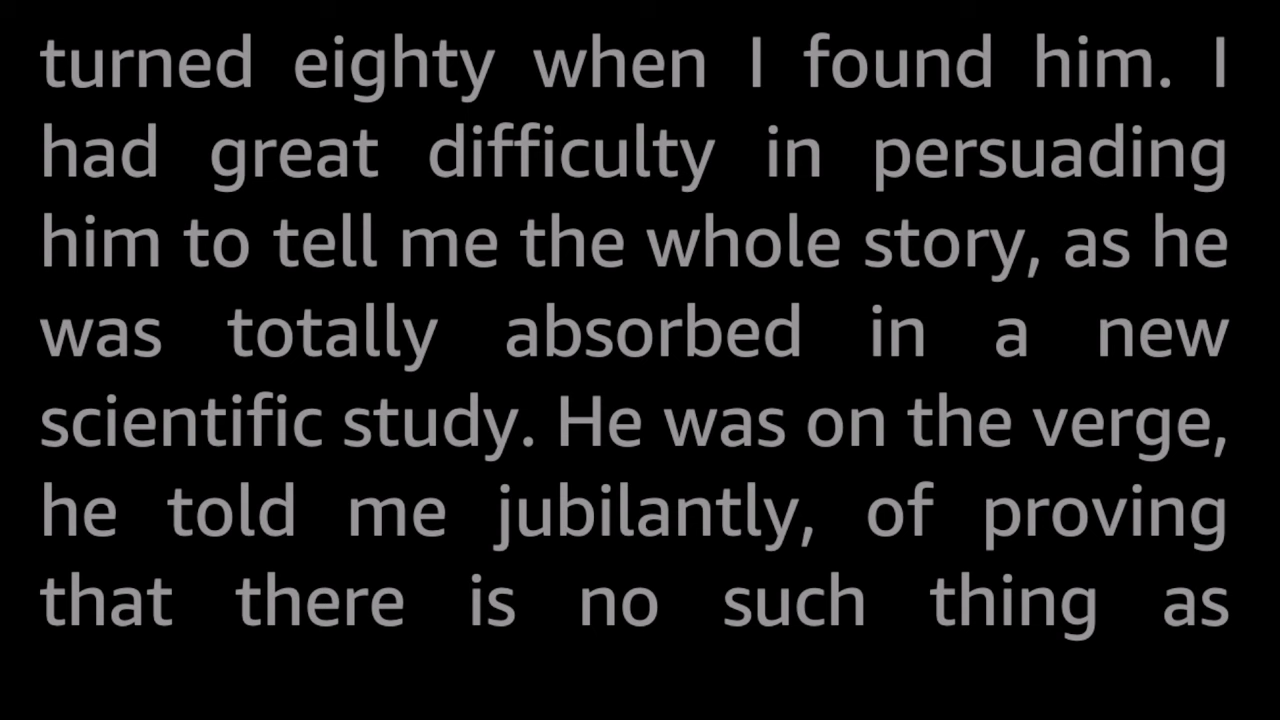 turned eighty when I found him. I
had great difficulty in persuading
him to tell me the whole story, as he
was totally absorbed in a new
scientific study. He was on the verge,
he told me jubilantly, of proving
that there is no such thing as